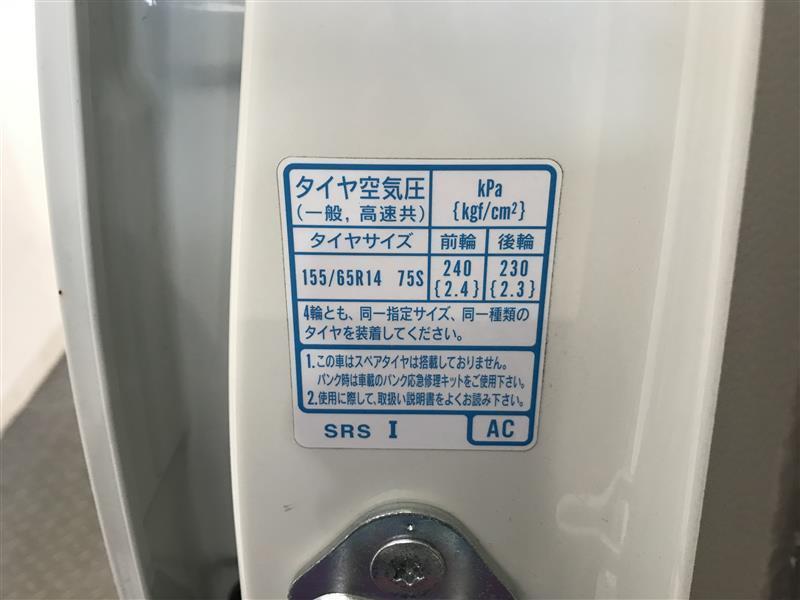 タイヤ空気圧 kPa
(一般, 高速共) {kgf/cm²}
タイヤサイズ 前輪 後輪
155/65R14 75S 240 230
{2.4} {2.3}
4輪とも、同一指定サイズ、同一種類の
タイヤを装着してください。
1.この車はスペアタイヤは搭載しておりません。
パンク時は車載のパンク応急修理キットをご使用下さい。
2.使用に際して、取扱い説明書をよくお読み下さい。
SRS I AC